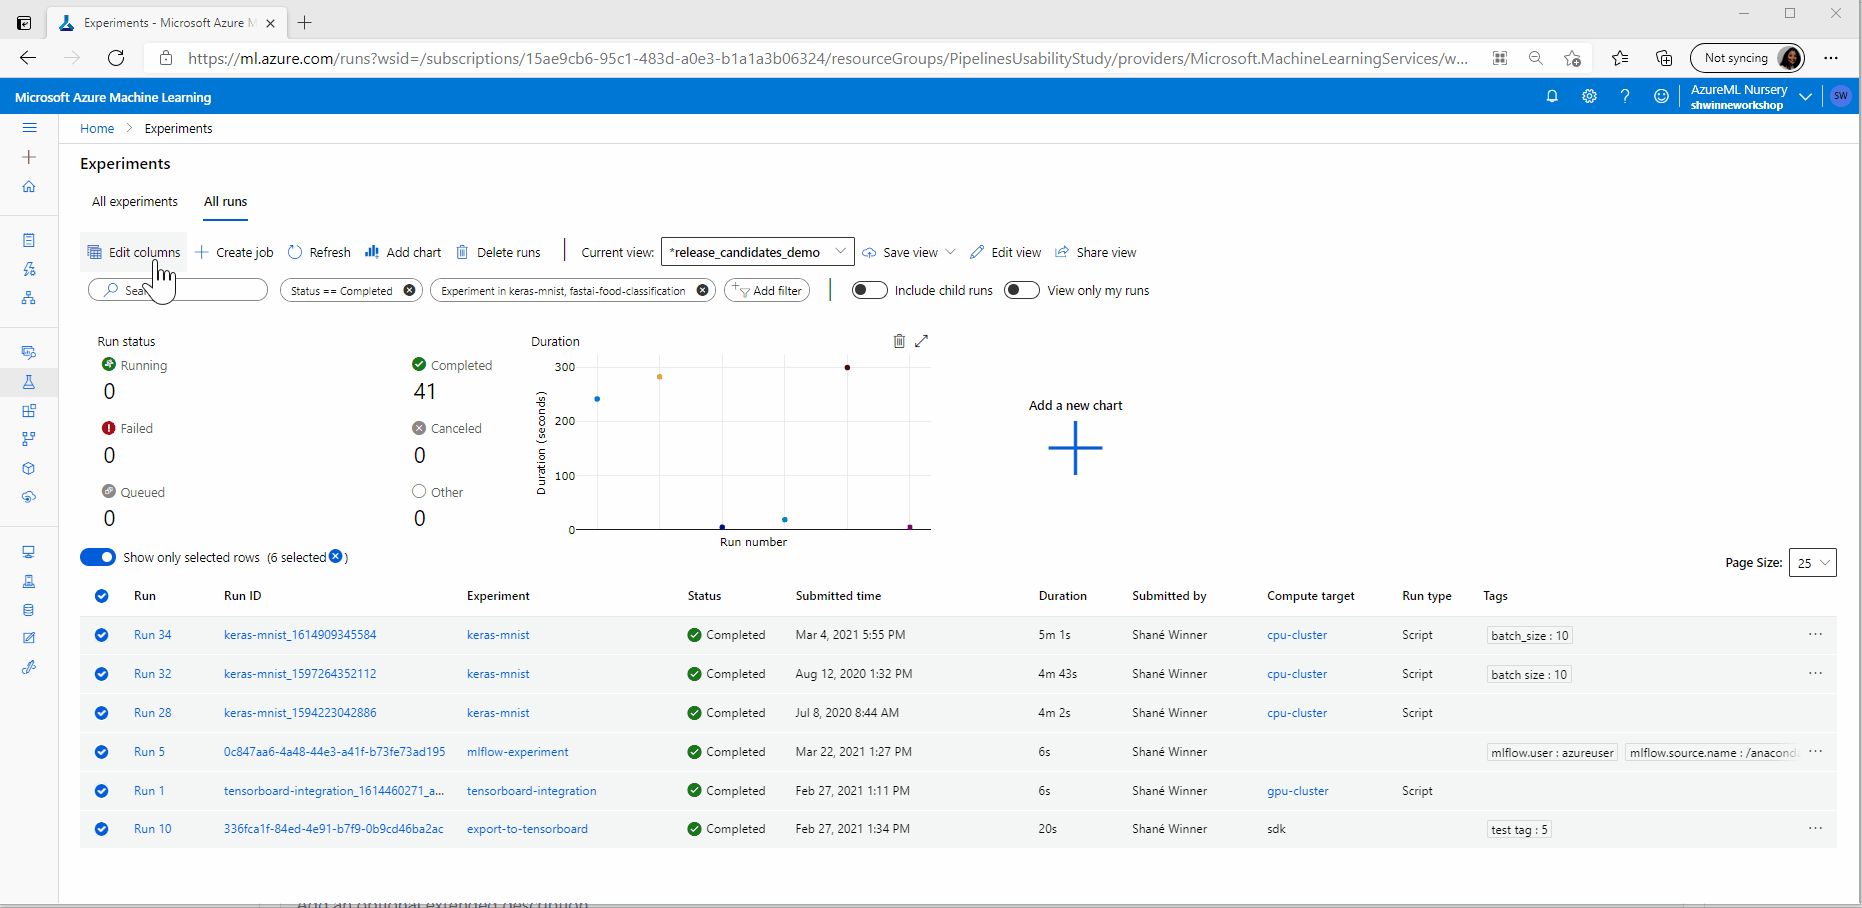 Experiments - Microsoft Azure M
https://ml.azure.com/runs?wsid=/subscriptions/15ae9cb6-95c1-483d-a0e3-b1a1a3b06324/resourceGroups/PipelinesUsabilityStudy/providers/Microsoft.MachineLearningServices/w...
Not syncing
Microsoft Azure Machine Learning
AzureML Nursery
shwinneworkshop
SW
Home > Experiments
Experiments
All experiments All runs
Edit columns Create job Refresh Add chart Delete runs Current view: *release_candidates_demo Save view Edit view Share view
Sea Status == Completed Experiment in keras-mnist, fastai-food-classification Add filter Include child runs View only my runs
Run status
Running
0
Completed
41
Failed
0
Canceled
0
Queued
0
Other
0
Duration
Duration (seconds)
300
200
100
0
Run number
Add a new chart
Show only selected rows (6 selected )
Page Size: 25
Run Run ID Experiment Status Submitted time Duration Submitted by Compute target Run type Tags
Run 34 keras-mnist_1614909345584 keras-mnist Completed Mar 4, 2021 5:55 PM 5m 1s Shané Winner cpu-cluster Script batch_size : 10 ...
Run 32 keras-mnist_1597264352112 keras-mnist Completed Aug 12, 2020 1:32 PM 4m 43s Shané Winner cpu-cluster Script batch size : 10 ...
Run 28 keras-mnist_1594223042886 keras-mnist Completed Jul 8, 2020 8:44 AM 4m 2s Shané Winner cpu-cluster Script
Run 5 0c847aa6-4a48-44e3-a41f-b73fe73ad195 mlflow-experiment Completed Mar 22, 2021 1:27 PM 6s Shané Winner mlflow.user : azureuser mlflow.source.name : /anaconda ...
Run 1 tensorboard-integration_1614460271_a... tensorboard-integration Completed Feb 27, 2021 1:11 PM 6s Shané Winner gpu-cluster Script
Run 10 336fca1f-84ed-4e91-b7f9-0b9cd46ba2ac export-to-tensorboard Completed Feb 27, 2021 1:34 PM 20s Shané Winner sdk test tag : 5 ...
Add an optional extended description